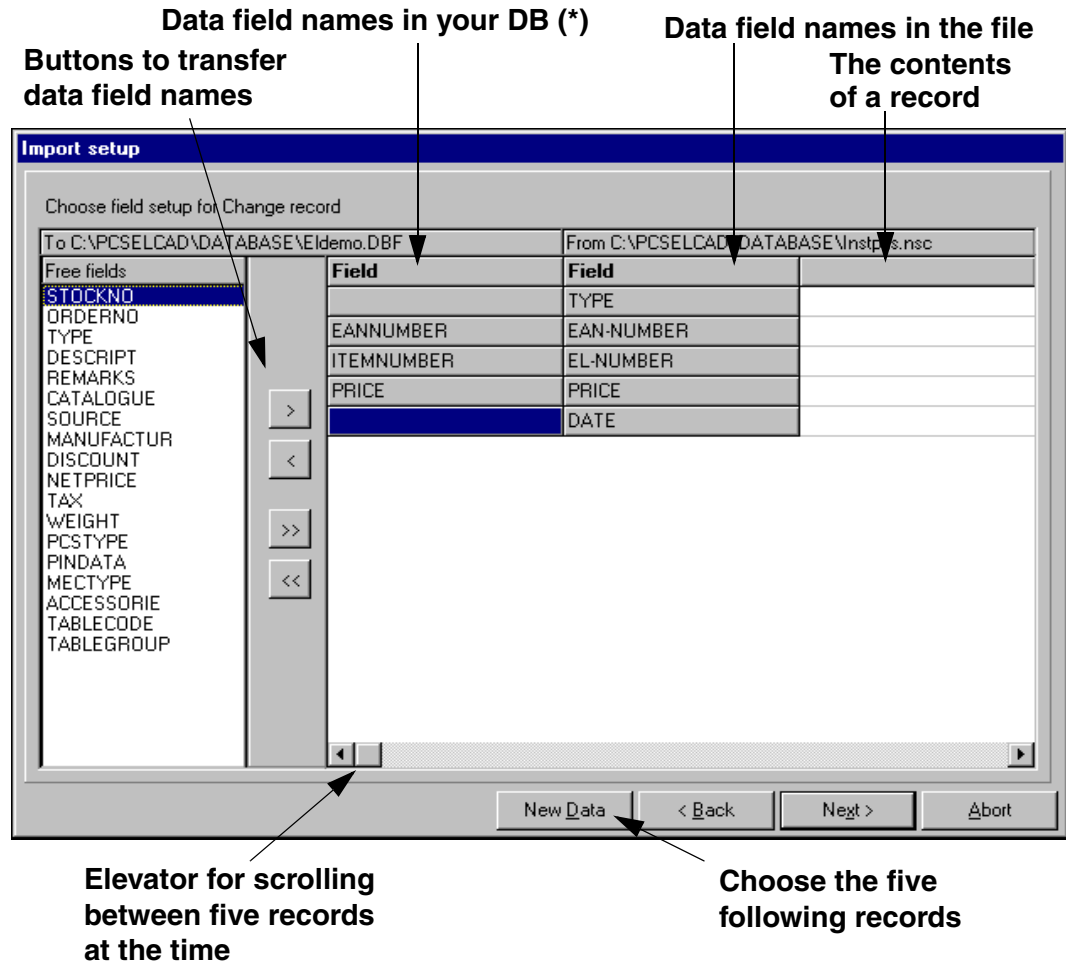 Data field names in your DB (*)
Data field names in the file
Buttons to transfer
data field names
The contents
of a record
Import setup
Choose field setup for Change record
To C:\PCSELCAD\DATABASE\Eldemo.DBF
From C:\PCSELCAD\DATABASE\Instpas.nsc
Free fields
Field
Field
STOCKNO
ORDERNO
TYPE
DESCRIPT
REMARKS
CATALOGUE
SOURCE
MANUFACTUR
DISCOUNT
NETPRICE
TAX
WEIGHT
PCSTYPE
PINDATA
MECTYPE
ACCESSORIE
TABLECODE
TABLEGROUP
>
<
>>
<<
TYPE
EANNUMBER
EAN-NUMBER
ITEMNUMBER
EL-NUMBER
PRICE
PRICE
DATE
New Data
< Back
Next >
Abort
Elevator for scrolling
between five records
at the time
Choose the five
following records